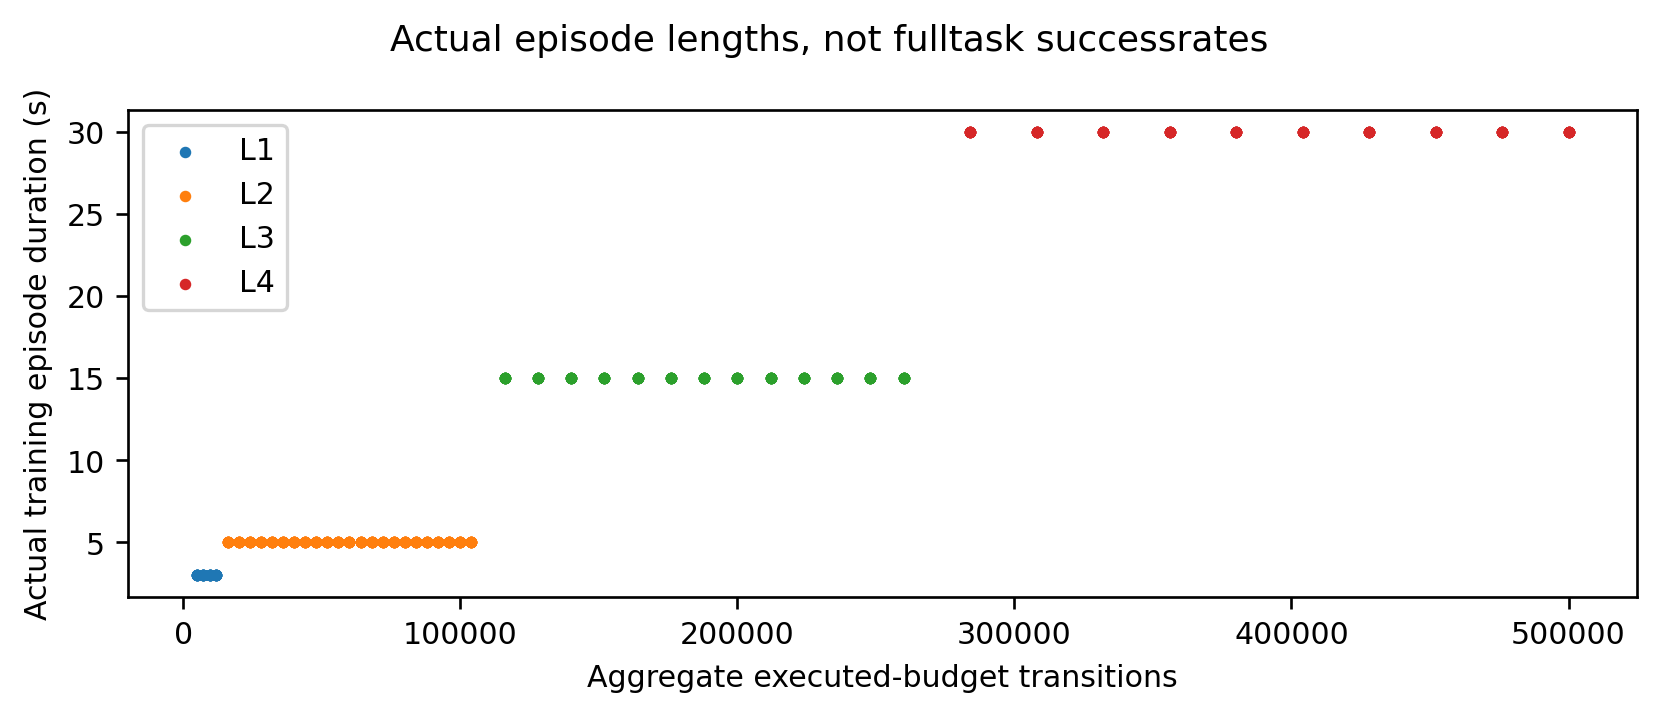 Actual episode lengths, not fulltask successrates
Actual training episode duration (s)
30
25
20
15
10
5
L1
L2
L3
L4
0
100000
200000
300000
400000
500000
Aggregate executed-budget transitions